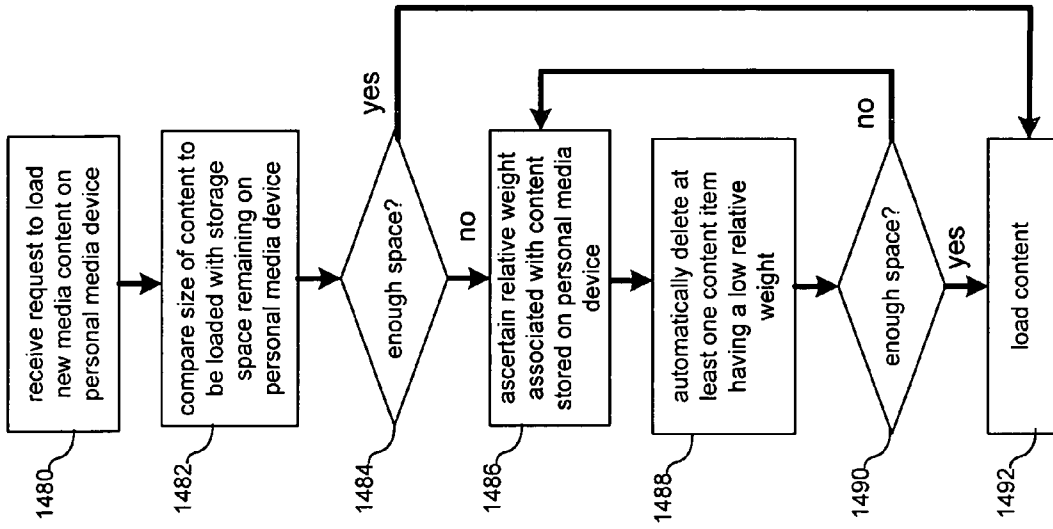 1480
receive request to load
new media content on
personal media device
1482
compare size of content to
be loaded with storage
space remaining on
personal media device
1484
enough space?
yes
no
1486
ascertain relative weight
associated with content
stored on personal media
device
1488
automatically delete at
least one content item
having a low relative
weight
1490
enough space?
no
yes
1492
load content